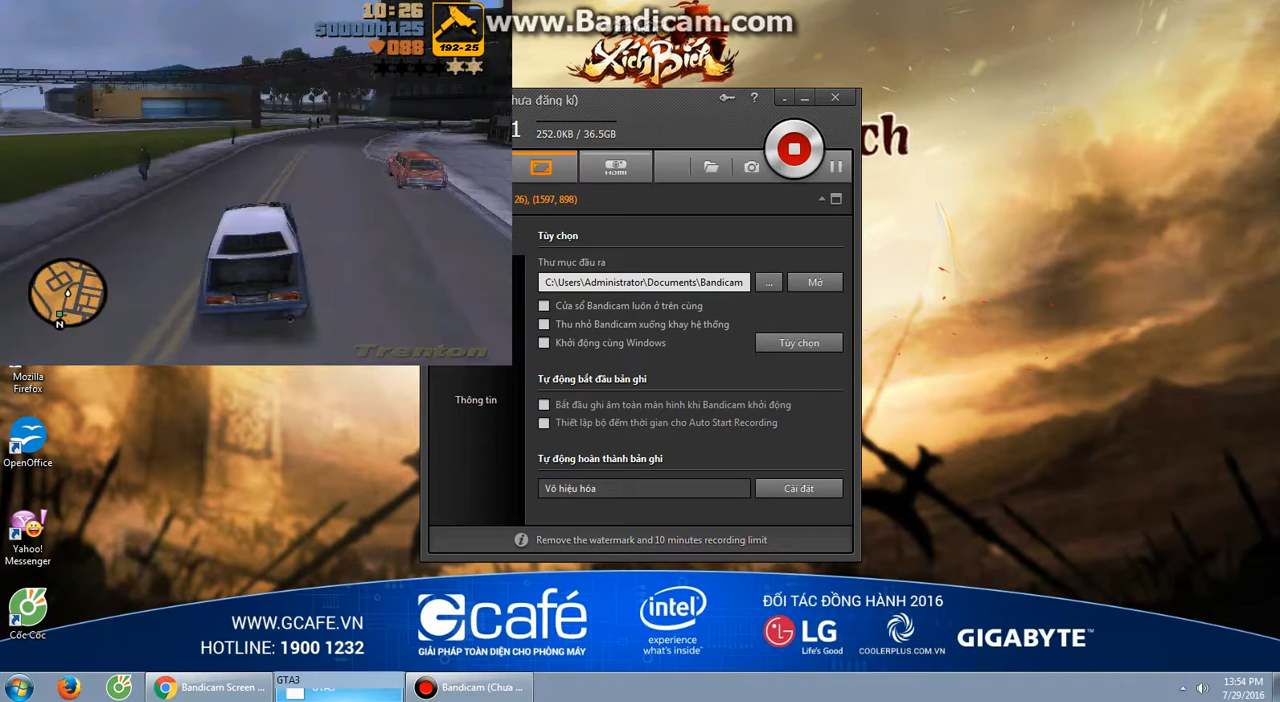 10:26
$00000125
088
192-25
N
Trenton
www.Bandicam.com
Xích Bích
hưa đăng kí)
1
252.0KB / 36.5GB
HDMI
26), (1597, 898)
Tùy chọn
Thư mục đầu ra
C:\Users\Administrator\Documents\Bandicam
...
Mở
Cửa sổ Bandicam luôn ở trên cùng
Thu nhỏ Bandicam xuống khay hệ thống
Khởi động cùng Windows
Tùy chọn
Tự động bắt đầu bản ghi
Bắt đầu ghi âm toàn màn hình khi Bandicam khởi động
Thiết lập bộ đếm thời gian cho Auto Start Recording
Tự động hoàn thành bản ghi
Vô hiệu hóa
Cài đặt
Thông tin
Remove the watermark and 10 minutes recording limit
ch
Mozilla
Firefox
OpenOffice
Yahoo!
Messenger
Cốc Cốc
WWW.GCAFE.VN
HOTLINE: 1900 1232
Gcafé
GIẢI PHÁP TOÀN DIỆN CHO PHÒNG MÁY
intel
experience
what's inside
ĐỐI TÁC ĐỒNG HÀNH 2016
LG
Life's Good
COOLERPLUS.COM.VN
GIGABYTE™
Bandicam Screen ...
GTA3
GTA3
Bandicam (Chưa ...
13:54 PM
7/29/2016